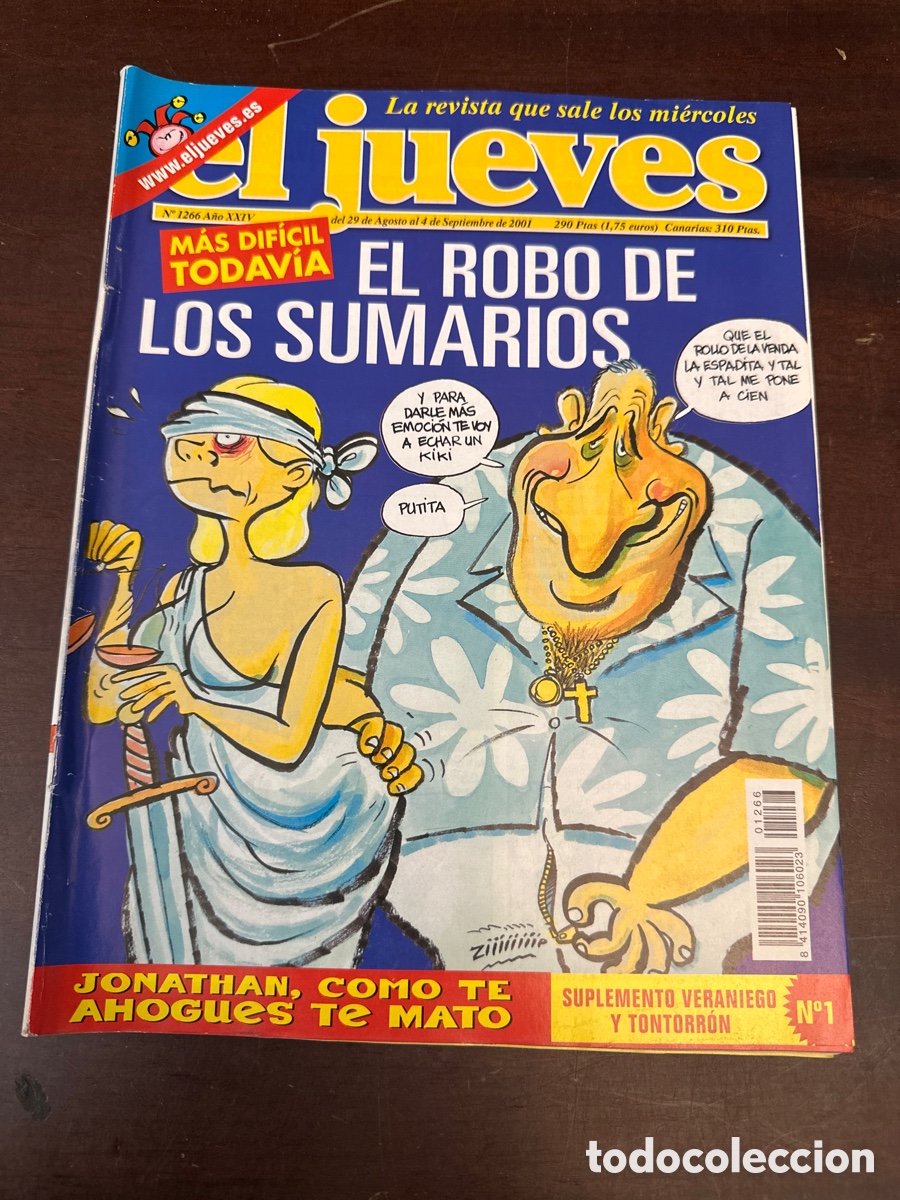 La revista que sale los miércoles
www.eljueves.es
el jueves
Nº 1266 Año XXIV
del 29 de Agosto al 4 de Septiembre de 2001
290 Ptas (1,75 euros) Canarias: 310 Ptas.
MÁS DIFÍCIL
TODAVÍA
EL ROBO DE
LOS SUMARIOS
QUE EL
ROLLO DE LA VENDA
LA ESPADITA Y TAL
Y TAL ME PONE
A CIEN
Y PARA
DARLE MÁS
EMOCIÓN TE VOY
A ECHAR UN
KIKI
PUTITA
ZIIIIIIIIP
01266
8 414090 106023
JONATHAN, COMO TE
AHOGUES TE MATO
SUPLEMENTO VERANIEGO
Y TONTORRÓN
Nº1
todocoleccion